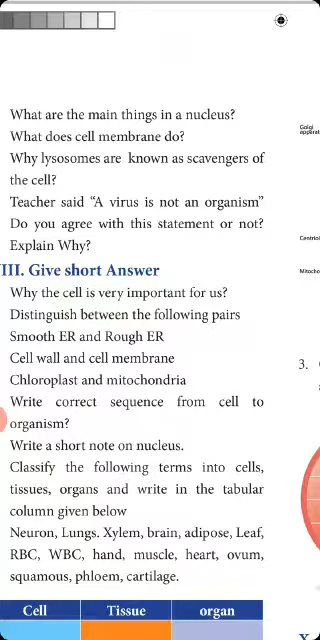 What are the main things in a nucleus?
What does cell membrane do?
Why lysosomes are known as scavengers of
the cell?
Teacher said "A virus is not an organism"
Do you agree with this statement or not?
Explain Why?
III. Give short Answer
Why the cell is very important for us?
Distinguish between the following pairs
Smooth ER and Rough ER
Cell wall and cell membrane
Chloroplast and mitochondria
Write correct sequence from cell to
organism?
Write a short note on nucleus.
Classify the following terms into cells,
tissues, organs and write in the tabular
column given below
Neuron, Lungs. Xylem, brain, adipose, Leaf,
RBC, WBC, hand, muscle, heart, ovum,
squamous, phloem, cartilage.
Cell Tissue organ
Golgi
apparat
Centriol
Mitocho
3.